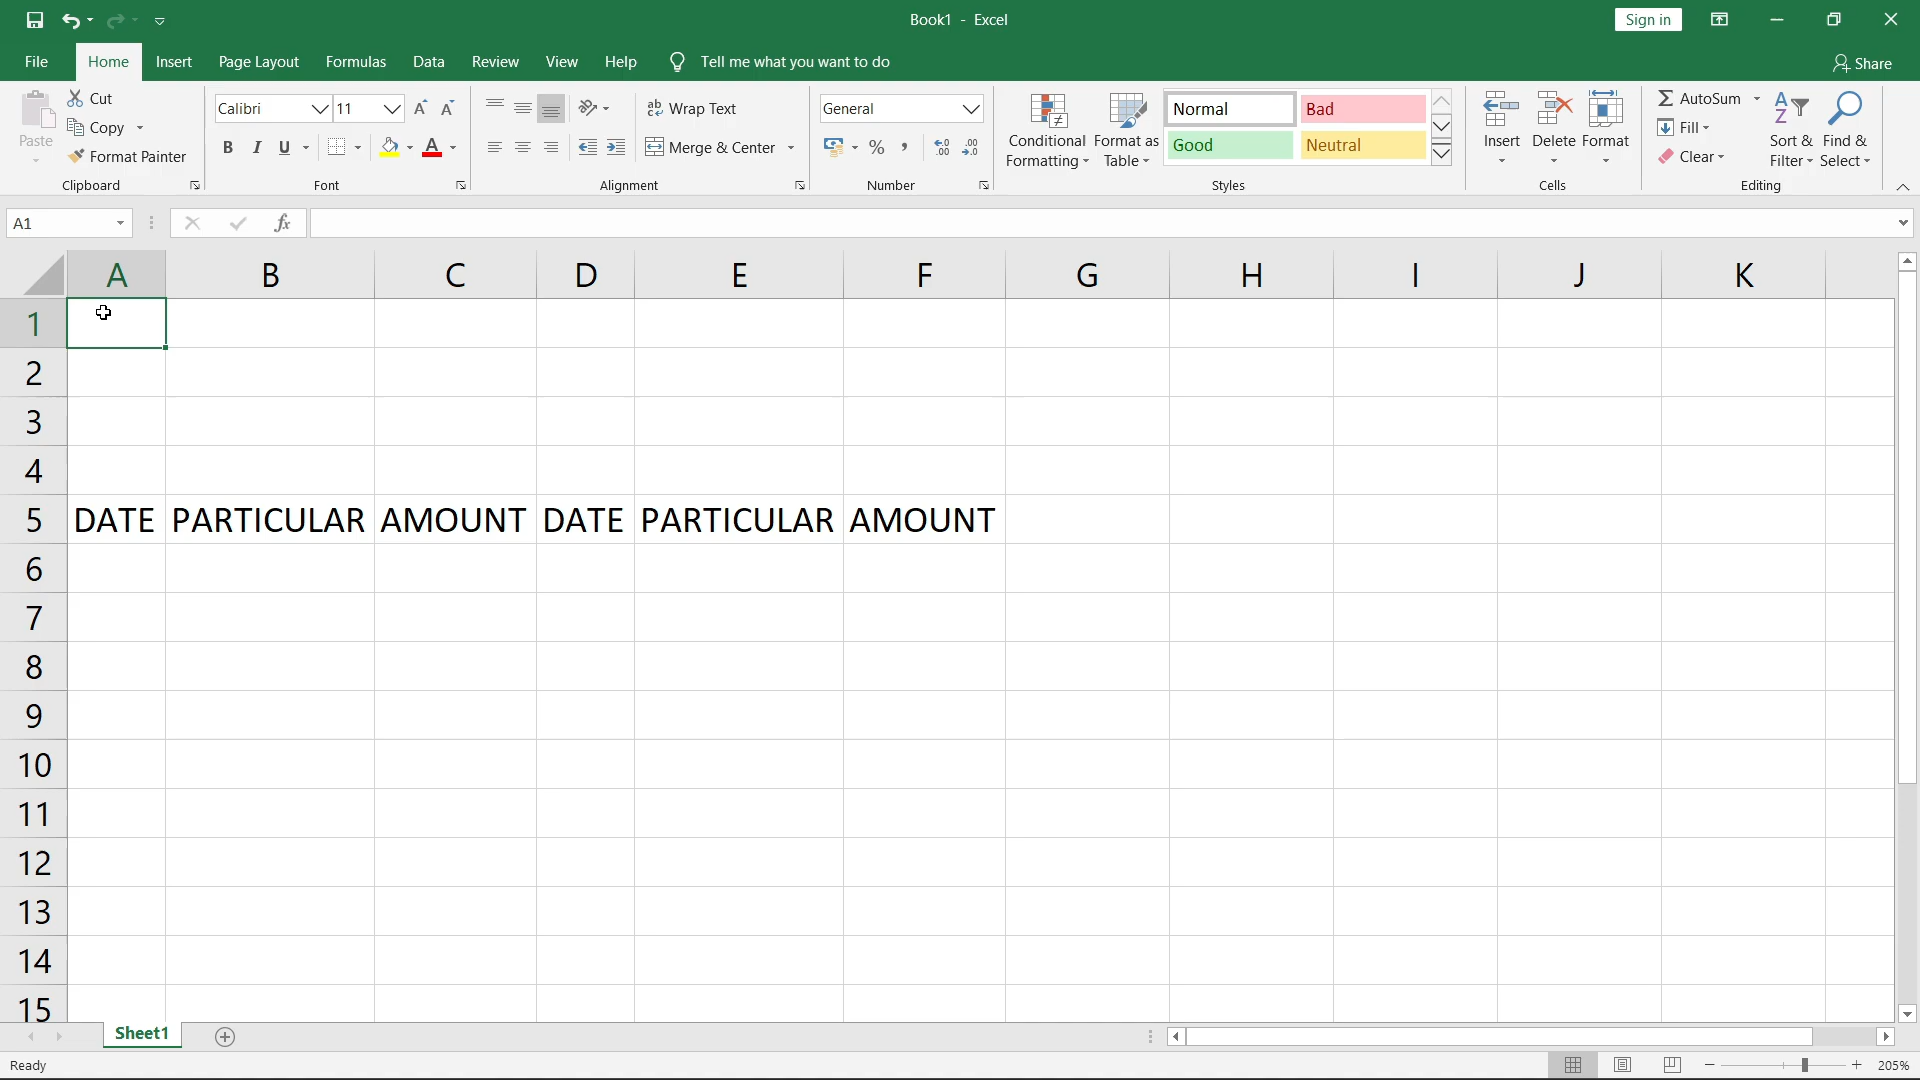 Book1 - Excel
Sign in
File Home Insert Page Layout Formulas Data Review View Help Tell me what you want to do Share
Paste
Cut
Copy
Format Painter
Clipboard
Calibri 11
B I U A
Font
Wrap Text
Merge & Center
Alignment
General
% , 
Number
Conditional Formatting
Format as Table
Normal Bad
Good Neutral
Styles
Insert Delete Format
Cells
AutoSum
Fill
Clear
Sort & Filter
Find & Select
Editing
A1 fx
A B C D E F G H I J K
1
2
3
4
5 DATE PARTICULAR AMOUNT DATE PARTICULAR AMOUNT
6
7
8
9
10
11
12
13
14
15
Sheet1
Ready 205%